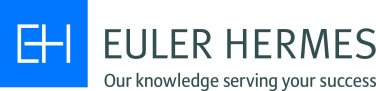 EH EULER HERMES
Our knowledge serving your success